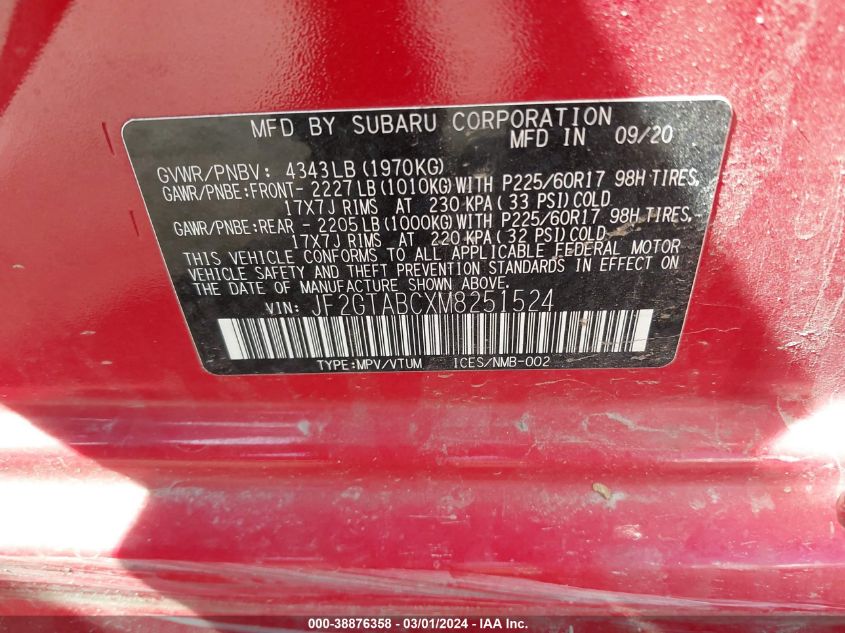 MFD BY SUBARU CORPORATION
MFD IN 09/20
GVWR/PNBV: 4343LB(1970KG)
GAWR/PNBE:FRONT- 2227LB(1010KG)WITH P225/60R17 98H TIRES,
17X7J RIMS AT 230 KPA(33 PSI)COLD
GAWR/PNBE:REAR - 2205LB(1000KG)WITH P225/60R17 98H TIRES,
17X7J RIMS AT 220 KPA(32 PSI)COLD
THIS VEHICLE CONFORMS TO ALL APPLICABLE FEDERAL MOTOR
VEHICLE SAFETY AND THEFT PREVENTION STANDARDS IN EFFECT ON
THE DATE OF MANUFACTURE SHOWN ABOVE.
VIN: JF2GTABCXM8251524
TYPE:MPV/VTUM ICES/NMB-002
000-38876358 - 03/01/2024 - IAA Inc.